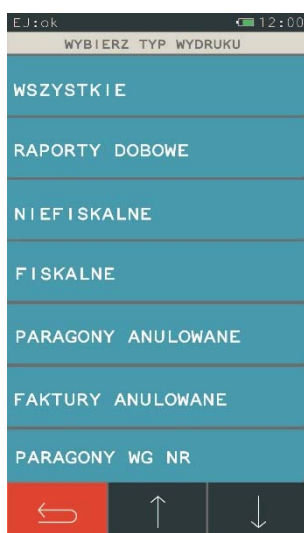 EJ:ok 12:00
WYBIERZ TYP WYDRUKU
WSZYSTKIE
RAPORTY DOBOWE
NIEFISKALNE
FISKALNE
PARAGONY ANULOWANE
FAKTURY ANULOWANE
PARAGONY WG NR